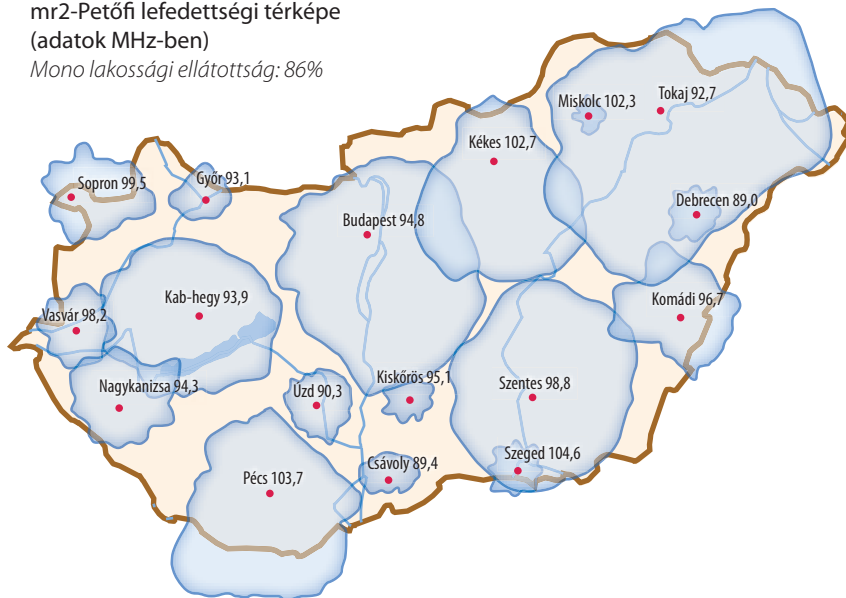 mr2-Petőfi lefedettségi térképe
(adatok MHz-ben)
Mono lakossági ellátottság: 86%
Miskolc 102,3
Tokaj 92,7
Kékes 102,7
Sopron 99,5
Győr 93,1
Debrecen 89,0
Budapest 94,8
Kab-hegy 93,9
Komádi 96,7
Vasvár 98,2
Nagykanizsa 94,3
Úzd 90,3
Kiskőrös 95,1
Szentes 98,8
Csávoly 89,4
Szeged 104,6
Pécs 103,7